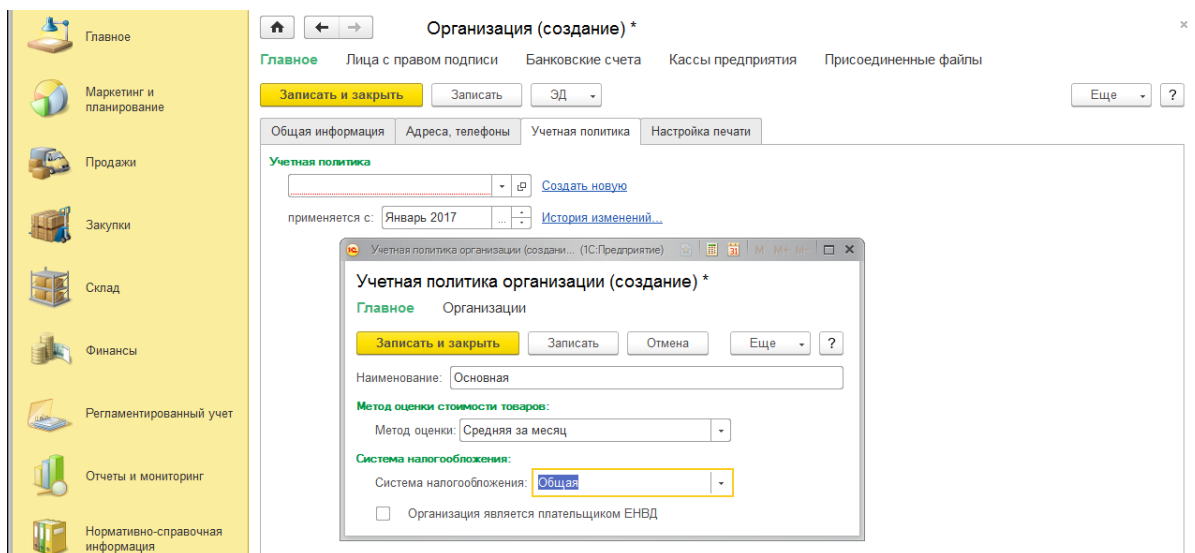 Главное
Маркетинг и
планирование
Продажи
Закупки
Склад
Финансы
Регламентированный учет
Отчеты и мониторинг
Нормативно-справочная
информация
Организация (создание) *
Главное Лица с правом подписи Банковские счета Кассы предприятия Присоединенные файлы
Записать и закрыть Записать ЭД Еще ?
Общая информация Адреса, телефоны Учетная политика Настройка печати
Учетная политика
Создать новую
применяется с: Январь 2017 ... История изменений...
1С Учетная политика организации (создани... (1С:Предприятие) 31 M M+ M-
Учетная политика организации (создание) *
Главное Организации
Записать и закрыть Записать Отмена Еще ?
Наименование: Основная
Метод оценки стоимости товаров:
Метод оценки: Средняя за месяц
Система налогообложения:
Система налогообложения: Общая
Организация является плательщиком ЕНВД